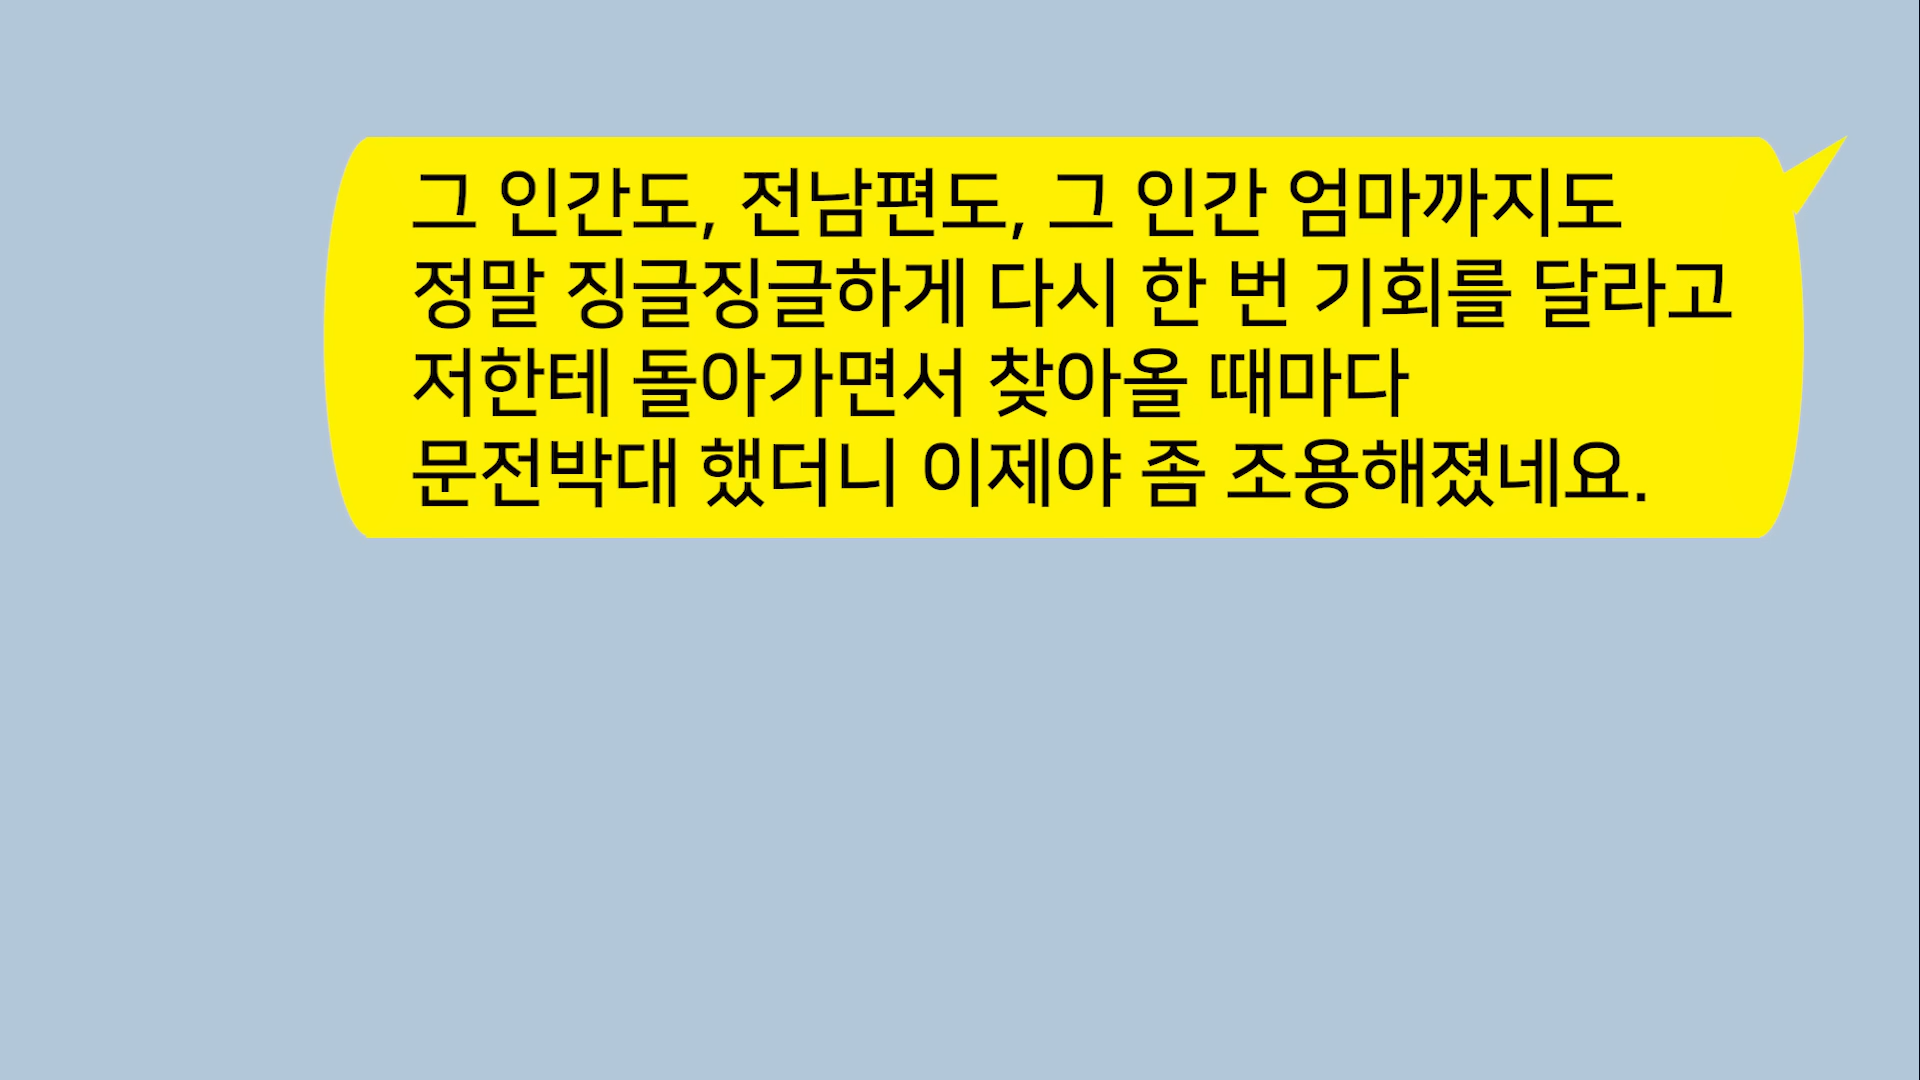 그 인간도, 전남편도, 그 인간 엄마까지도
정말 징글징글하게 다시 한 번 기회를 달라고
저한테 돌아가면서 찾아올 때마다
문전박대 했더니 이제야 좀 조용해졌네요.